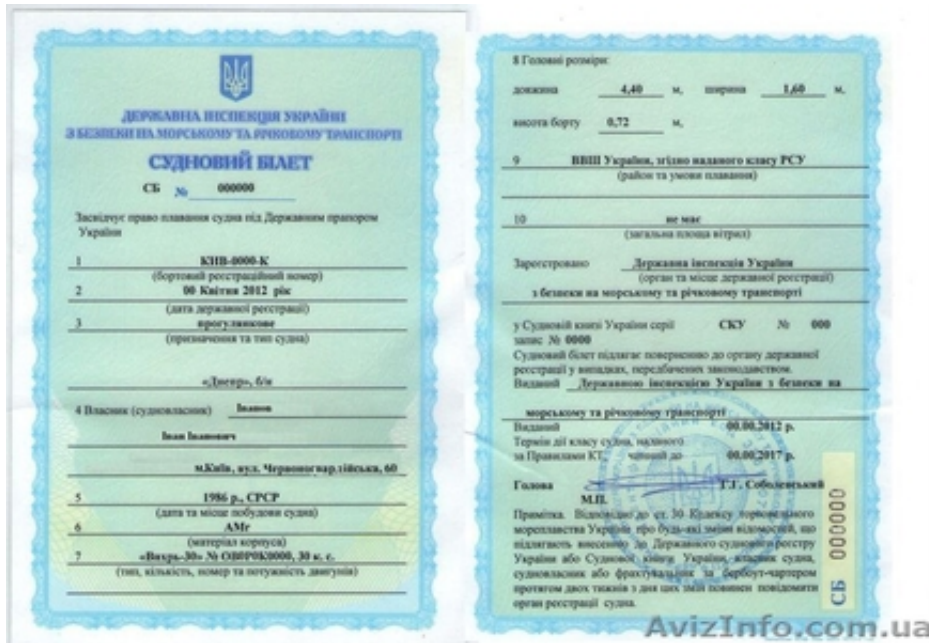 ДЕРЖАВНА ІНСПЕКЦІЯ УКРАЇНИ
З БЕЗПЕКИ НА МОРСЬКОМУ ТА РІЧКОВОМУ ТРАНСПОРТІ
СУДНОВИЙ БІЛЕТ
СБ № 000000
Засвідчує право плавання судна під Державним прапором
України
1 КИВ-0000-К
(бортовий реєстраційний номер)
2 00 Квітня 2012 рік
(дата державної реєстрації)
3 прогулянкове
(призначення та тип судна)
«Днепр», б/н
4 Власник (судновласник) Іванов
Іван Іванович
м.Київ, вул. Червоногвардійська, 60
5 1986 р., СРСР
(дата та місце побудови судна)
6 АМг
(матеріал корпуса)
7 «Вихрь-30» № 30 к. с.
(тип, кількість, номер та потужність двигунів)
8 Головні розміри:
довжина 4,40 м, ширина 1,60 м,
висота борту 0,72 м,
9 ВВШ України, згідно наданого класу РСУ
(район та умови плавання)
10 не має
(загальна площа вітрил)
Зареєстровано Державна інспекція України
(орган та місце державної реєстрації)
з безпеки на морському та річковому транспорті
у Судновій книзі України серії СКУ № 000
запис № 0000
Судновий білет підлягає поверненню до органу державної
реєстрації у випадках, передбачених законодавством.
Виданий Державною інспекцією України з безпеки на
морському та річковому транспорті
Виданий 00.00.2012 р.
Термін дії класу судна, наданого
за Правилами КТ, чинний до 00.00.2017 р.
Голова Т.Г. Соболевський
М.П.
Примітка. Відповідно до ст. 30 Кодексу торговельного
мореплавства України про будь-які зміни відомостей, що
підлягають внесенню до Державного суднового реєстру
України або Суднової книги України, власник судна,
судновласник або фрахтувальник за бербоут-чартером
протягом двох тижнів з дня цих змін повинен повідомити
орган реєстрації судна.
СБ 000000
AvizInfo.com.ua